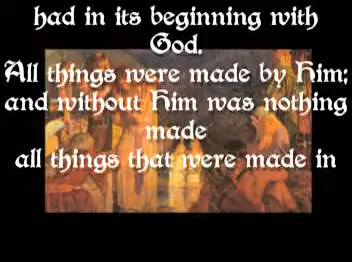 had in its beginning with
God.
All things were made by Him;
and without Him was nothing
made
all things that were made in